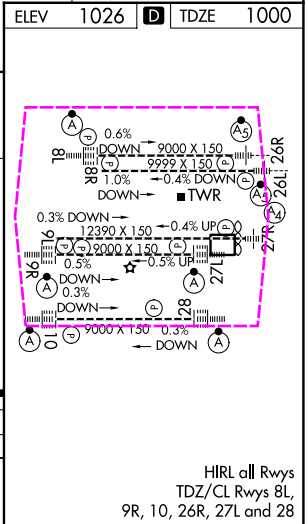 ELEV 1026 D TDZE 1000
A
P
0.6%
DOWN
A5
8L
9000 X 150
26R
P
9999 X 150
P
8R
1.0%
DOWN
0.4% DOWN
26L
A5
TWR
A4
0.3% DOWN
0.4% UP
P
27R
9L
12390 X 150
P
P
9000 X 150
P
9R
0.5%
DOWN
0.5% UP
27L
A
0.3%
DOWN
A
P
28
10
9000 X 150
0.3%
DOWN
A
A
HIRL all Rwys
TDZ/CL Rwys 8L,
9R, 10, 26R, 27L and 28